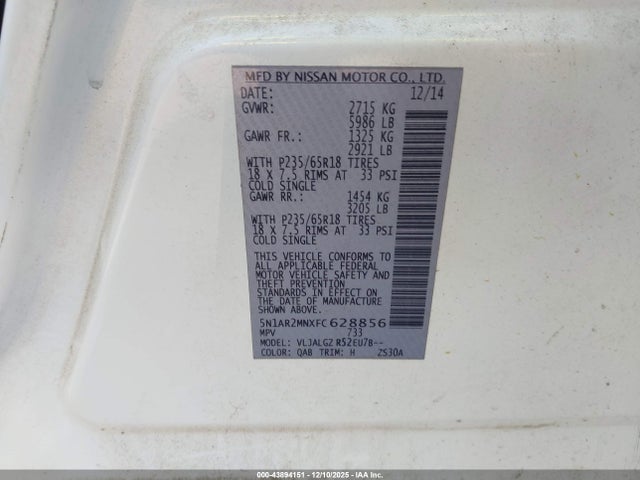 MFD BY NISSAN MOTOR CO., LTD.
DATE: 12/14
GVWR: 2715 KG
5986 LB
GAWR FR.: 1325 KG
2921 LB
WITH P235/65R18 TIRES
18 X 7.5 RIMS AT 33 PSI
COLD SINGLE
GAWR RR.: 1454 KG
3205 LB
WITH P235/65R18 TIRES
18 X 7.5 RIMS AT 33 PSI
COLD SINGLE
THIS VEHICLE CONFORMS TO
ALL APPLICABLE FEDERAL
MOTOR VEHICLE SAFETY AND
THEFT PREVENTION
STANDARDS IN EFFECT ON
THE DATE OF MANUFACTURE
SHOWN ABOVE.
5N1AR2MNXFC628856
MPV 733
MODEL: VLJALGZ R52EU7B--
COLOR: QAB TRIM: H ZS30A
000-43894151 - 12/10/2025 - IAAI.com